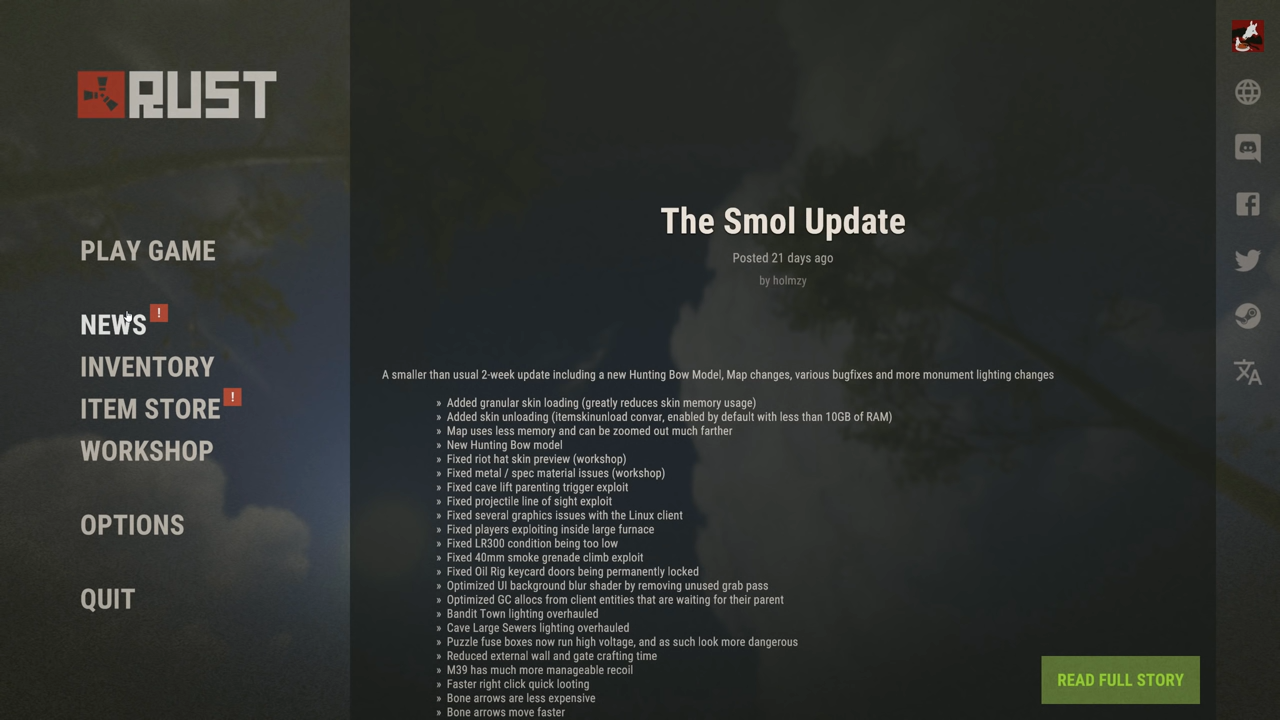 RUST
PLAY GAME
NEWS !
INVENTORY
ITEM STORE !
WORKSHOP
OPTIONS
QUIT
The Smol Update
Posted 21 days ago
by holmzy
A smaller than usual 2-week update including a new Hunting Bow Model, Map changes, various bugfixes and more monument lighting changes
» Added granular skin loading (greatly reduces skin memory usage)
» Added skin unloading (itemskinunload convar, enabled by default with less than 10GB of RAM)
» Map uses less memory and can be zoomed out much farther
» New Hunting Bow model
» Fixed riot hat skin preview (workshop)
» Fixed metal / spec material issues (workshop)
» Fixed cave lift parenting trigger exploit
» Fixed projectile line of sight exploit
» Fixed several graphics issues with the Linux client
» Fixed players exploiting inside large furnace
» Fixed LR300 condition being too low
» Fixed 40mm smoke grenade climb exploit
» Fixed Oil Rig keycard doors being permanently locked
» Optimized UI background blur shader by removing unused grab pass
» Optimized GC allocs from client entities that are waiting for their parent
» Bandit Town lighting overhauled
» Cave Large Sewers lighting overhauled
» Puzzle fuse boxes now run high voltage, and as such look more dangerous
» Reduced external wall and gate crafting time
» M39 has much more manageable recoil
» Faster right click quick looting
» Bone arrows are less expensive
» Bone arrows move faster
READ FULL STORY